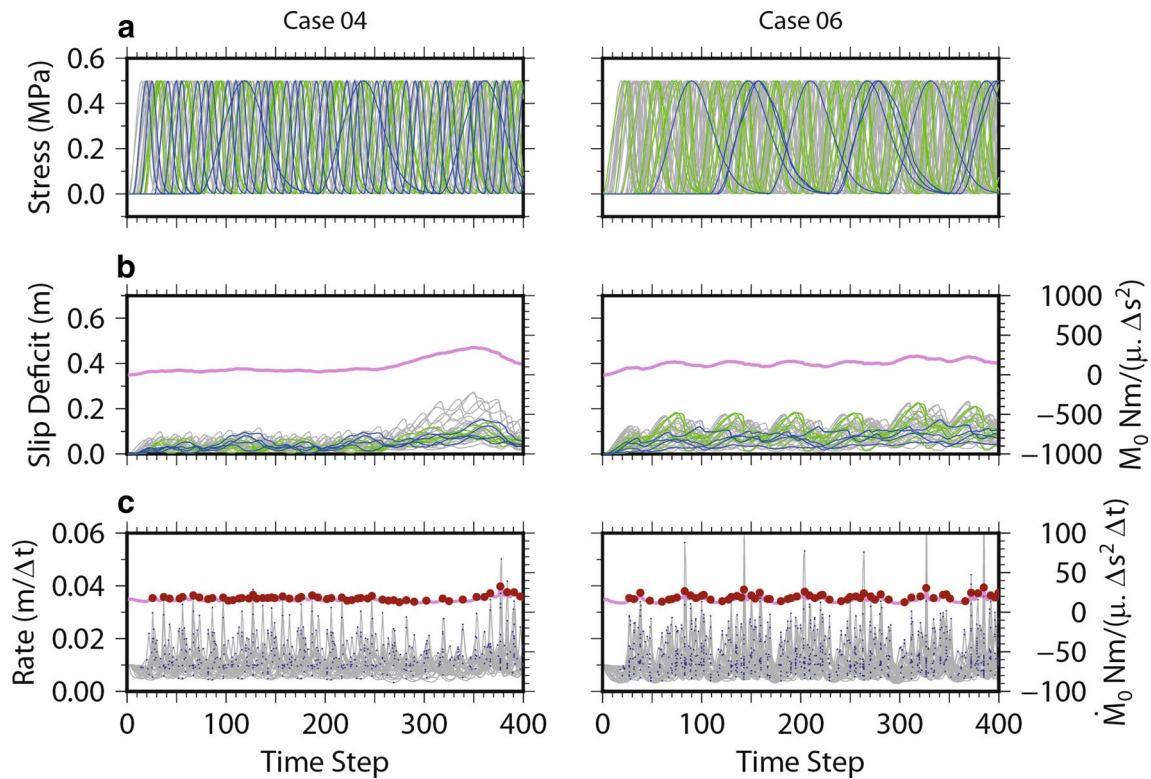 Case 04
Case 06
a
Stress (MPa)
0.6
0.4
0.2
0.0
b
Slip Deficit (m)
0.6
0.4
0.2
0.0
1000
500
0
−500
−1000
M₀ Nm/(μ. Δs²)
c
Rate (m/Δt)
0.06
0.04
0.02
0.00
100
50
0
−50
−100
Ṁ₀ Nm/(μ. Δs² Δt)
0 100 200 300 400
0 100 200 300 400
Time Step
Time Step